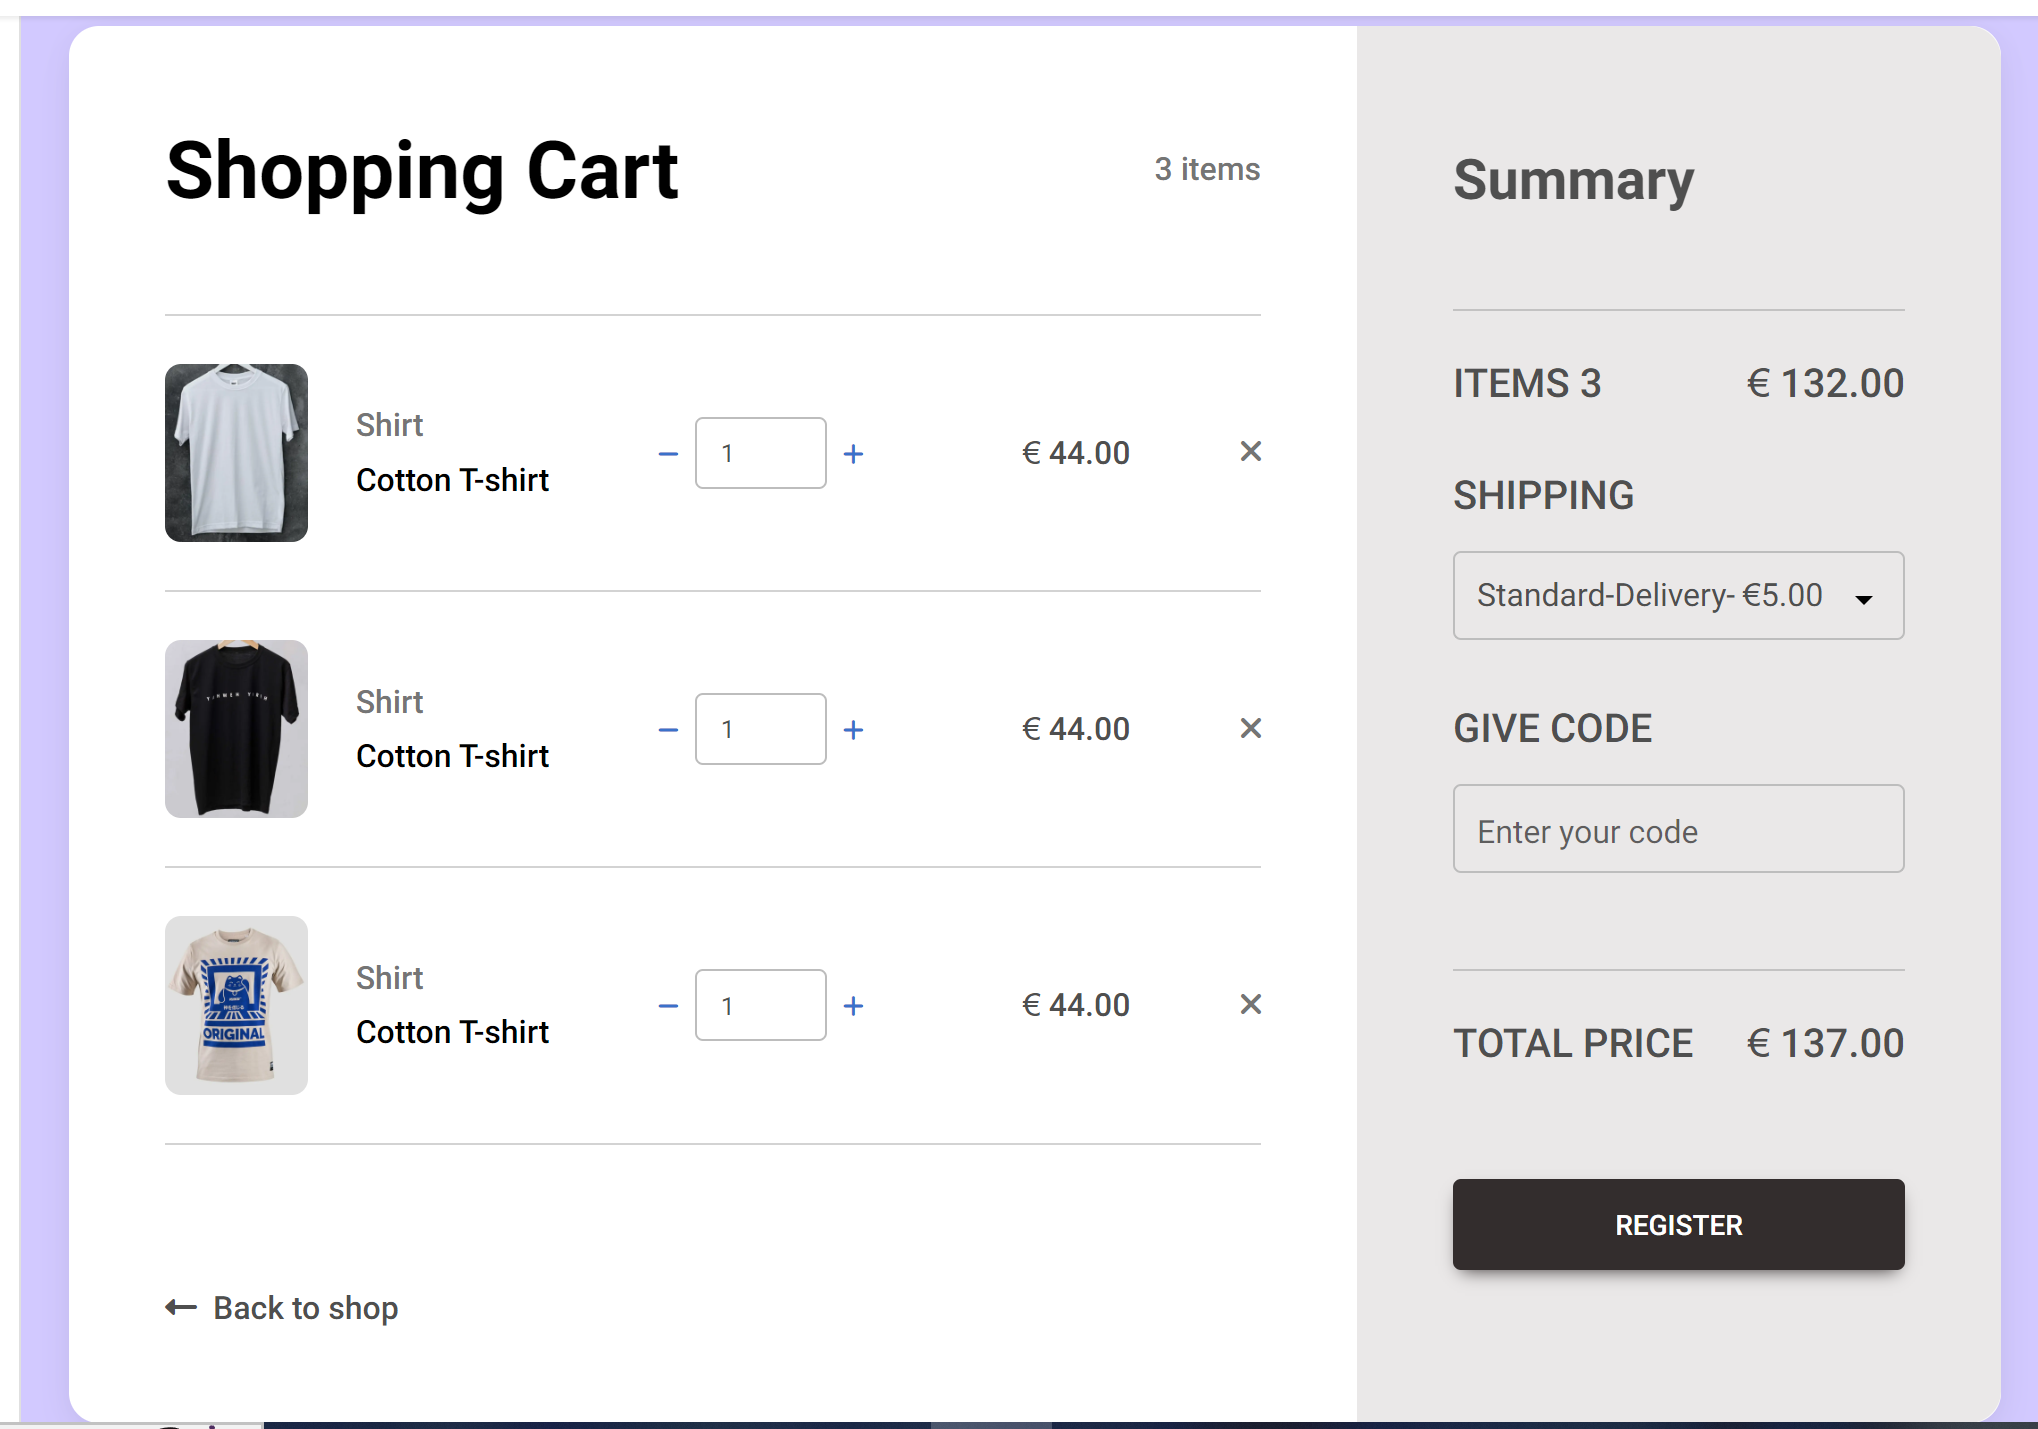 Shopping Cart
3 items
Shirt
Cotton T-shirt
1
€ 44.00
Shirt
Cotton T-shirt
1
€ 44.00
ORIGINAL
Shirt
Cotton T-shirt
1
€ 44.00
Back to shop
Summary
ITEMS 3 € 132.00
SHIPPING
Standard-Delivery- €5.00
GIVE CODE
Enter your code
TOTAL PRICE € 137.00
REGISTER